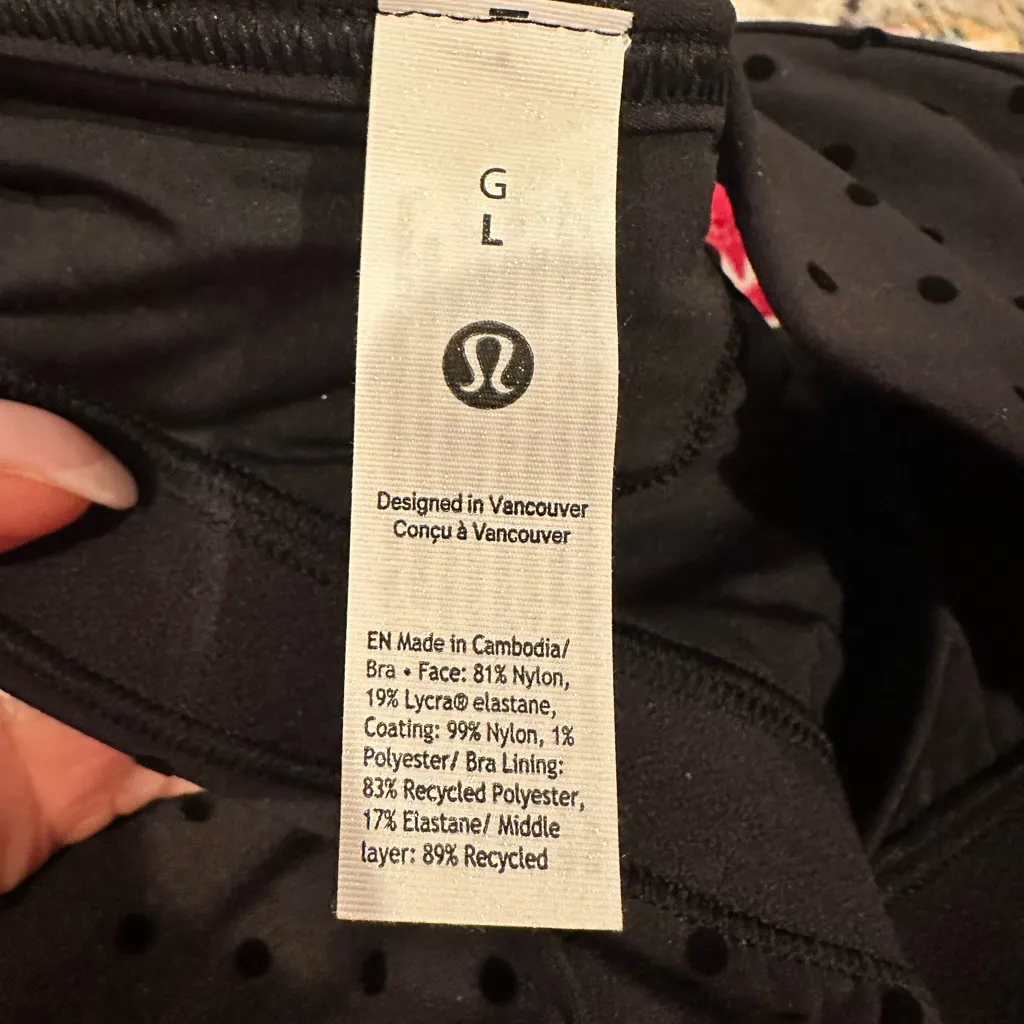 G
L
Designed in Vancouver
Conçu à Vancouver
EN Made in Cambodia/
Bra • Face: 81% Nylon,
19% Lycra® elastane,
Coating: 99% Nylon, 1%
Polyester/ Bra Lining:
83% Recycled Polyester,
17% Elastane/ Middle
layer: 89% Recycled